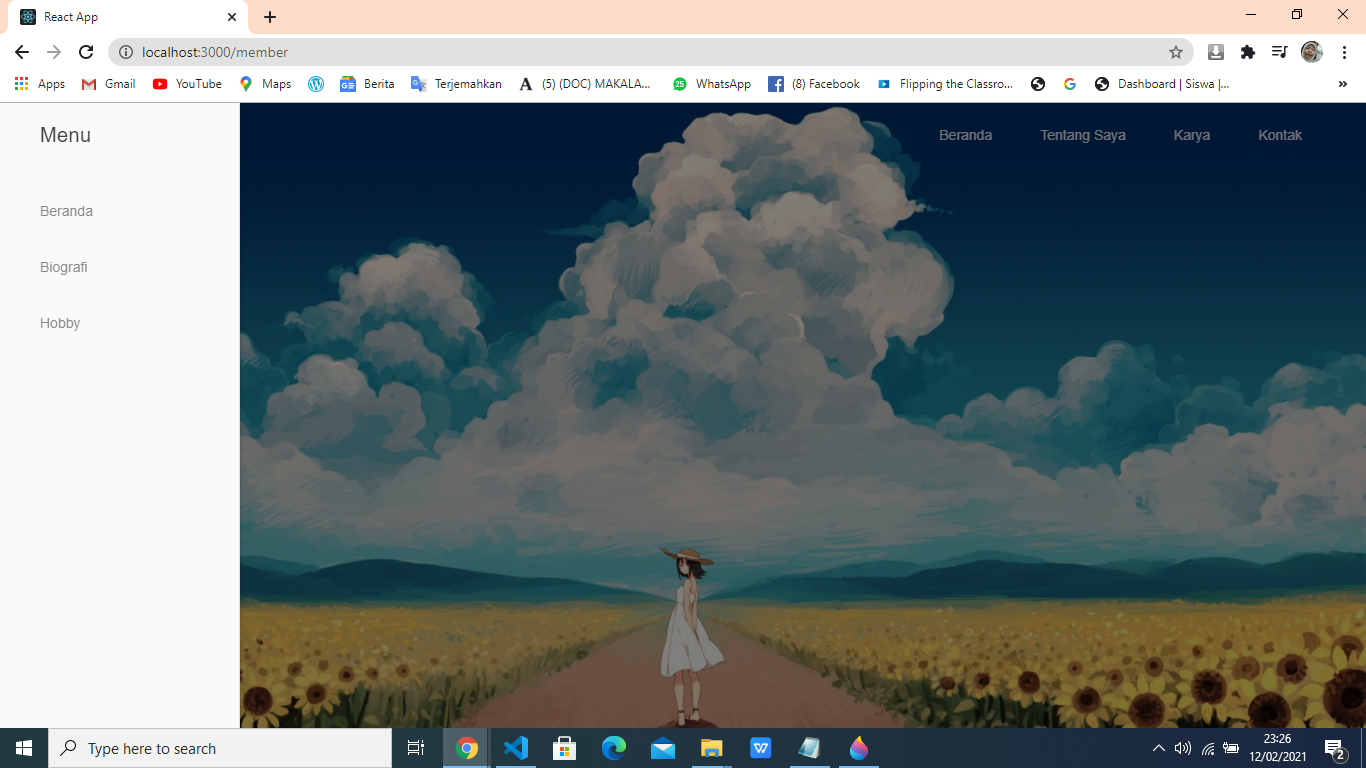 React App
localhost:3000/member
Apps Gmail YouTube Maps Berita Terjemahkan (5) (DOC) MAKALA... WhatsApp (8) Facebook Flipping the Classro... Dashboard | Siswa |... »
Menu
Beranda Tentang Saya Karya Kontak
Beranda
Biografi
Hobby
Type here to search
23:26
12/02/2021
2